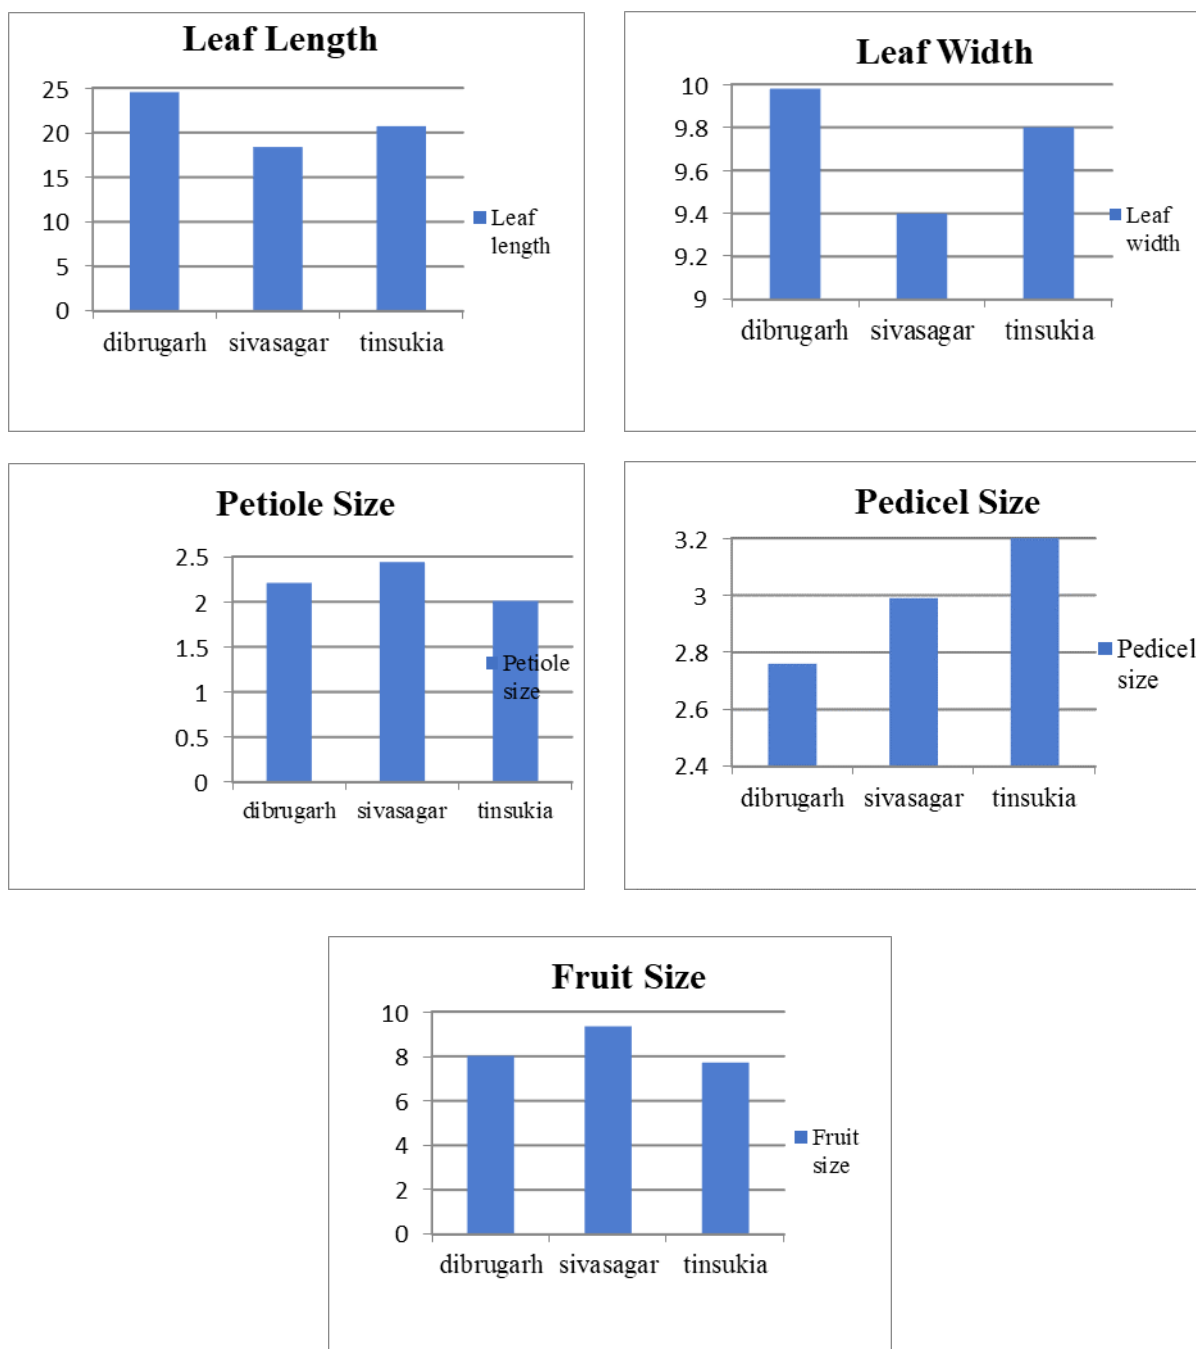 Leaf Length
25
20
15
10
5
0
dibrugarh sivasagar tinsukia
Leaf
length
Leaf Width
10
9.8
9.6
9.4
9.2
9
dibrugarh sivasagar tinsukia
Leaf
width
Petiole Size
2.5
2
1.5
1
0.5
0
dibrugarh sivasagar tinsukia
Petiole
size
Pedicel Size
3.2
3
2.8
2.6
2.4
dibrugarh sivasagar tinsukia
Pedicel
size
Fruit Size
10
8
6
4
2
0
dibrugarh sivasagar tinsukia
Fruit
size